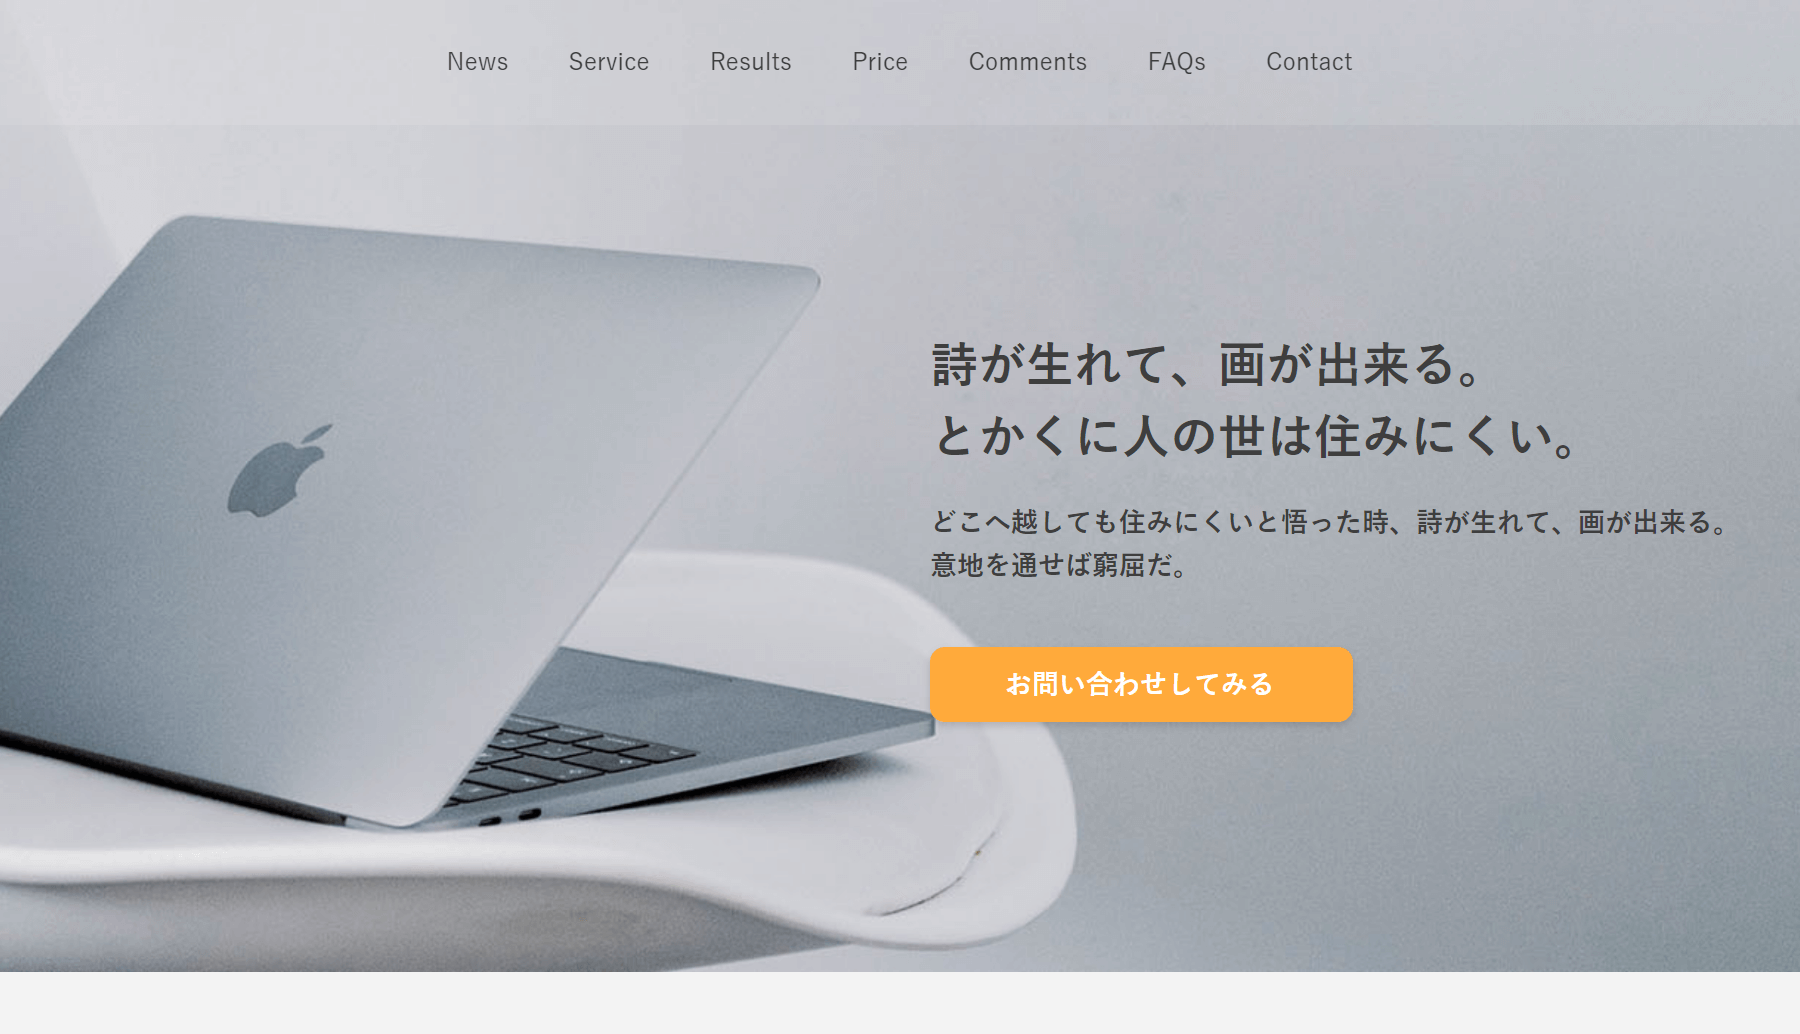 News Service Results Price Comments FAQs Contact
詩が生れて、画が出来る。
とかくに人の世は住みにくい。
どこへ越しても住みにくいと悟った時、詩が生れて、画が出来る。
意地を通せば窮屈だ。
お問い合わせしてみる